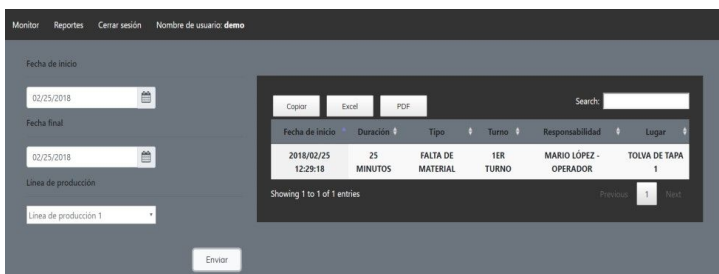 Monitor Reportes Cerrar sesión Nombre de usuario: demo
Fecha de inicio
02/25/2018
Fecha final
02/25/2018
Linea de producción
Linea de producción 1
Enviar
Copiar Excel PDF Search:
Fecha de inicio Duración Tipo Turno Responsabilidad Lugar
2018/02/25 25 FALTA DE 1ER MARIO LÓPEZ - TOLVA DE TAPA
12:29:18 MINUTOS MATERIAL TURNO OPERADOR 1
Showing 1 to 1 of 1 entries Previous 1 Next